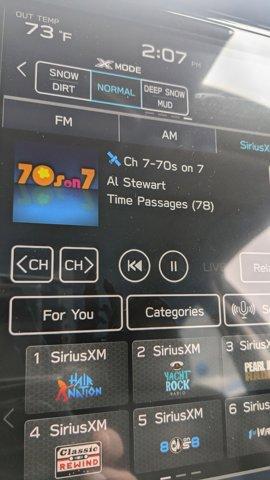 OUT TEMP
73 °F
2:07 PM
X MODE
SNOW DIRT
NORMAL
DEEP SNOW MUD
FM
AM
SiriusX
70s on 7
Ch 7-70s on 7
Al Stewart
Time Passages (78)
<CH
CH>
LIVE
For You
Categories
1 SiriusXM
HAIR NATION
2 SiriusXM
YACHT ROCK
RADIO
3 Sirius
PEARL
4 SiriusXM
Classic
REWIND
5 SiriusXM
80s on 8
6 Sirius
1st